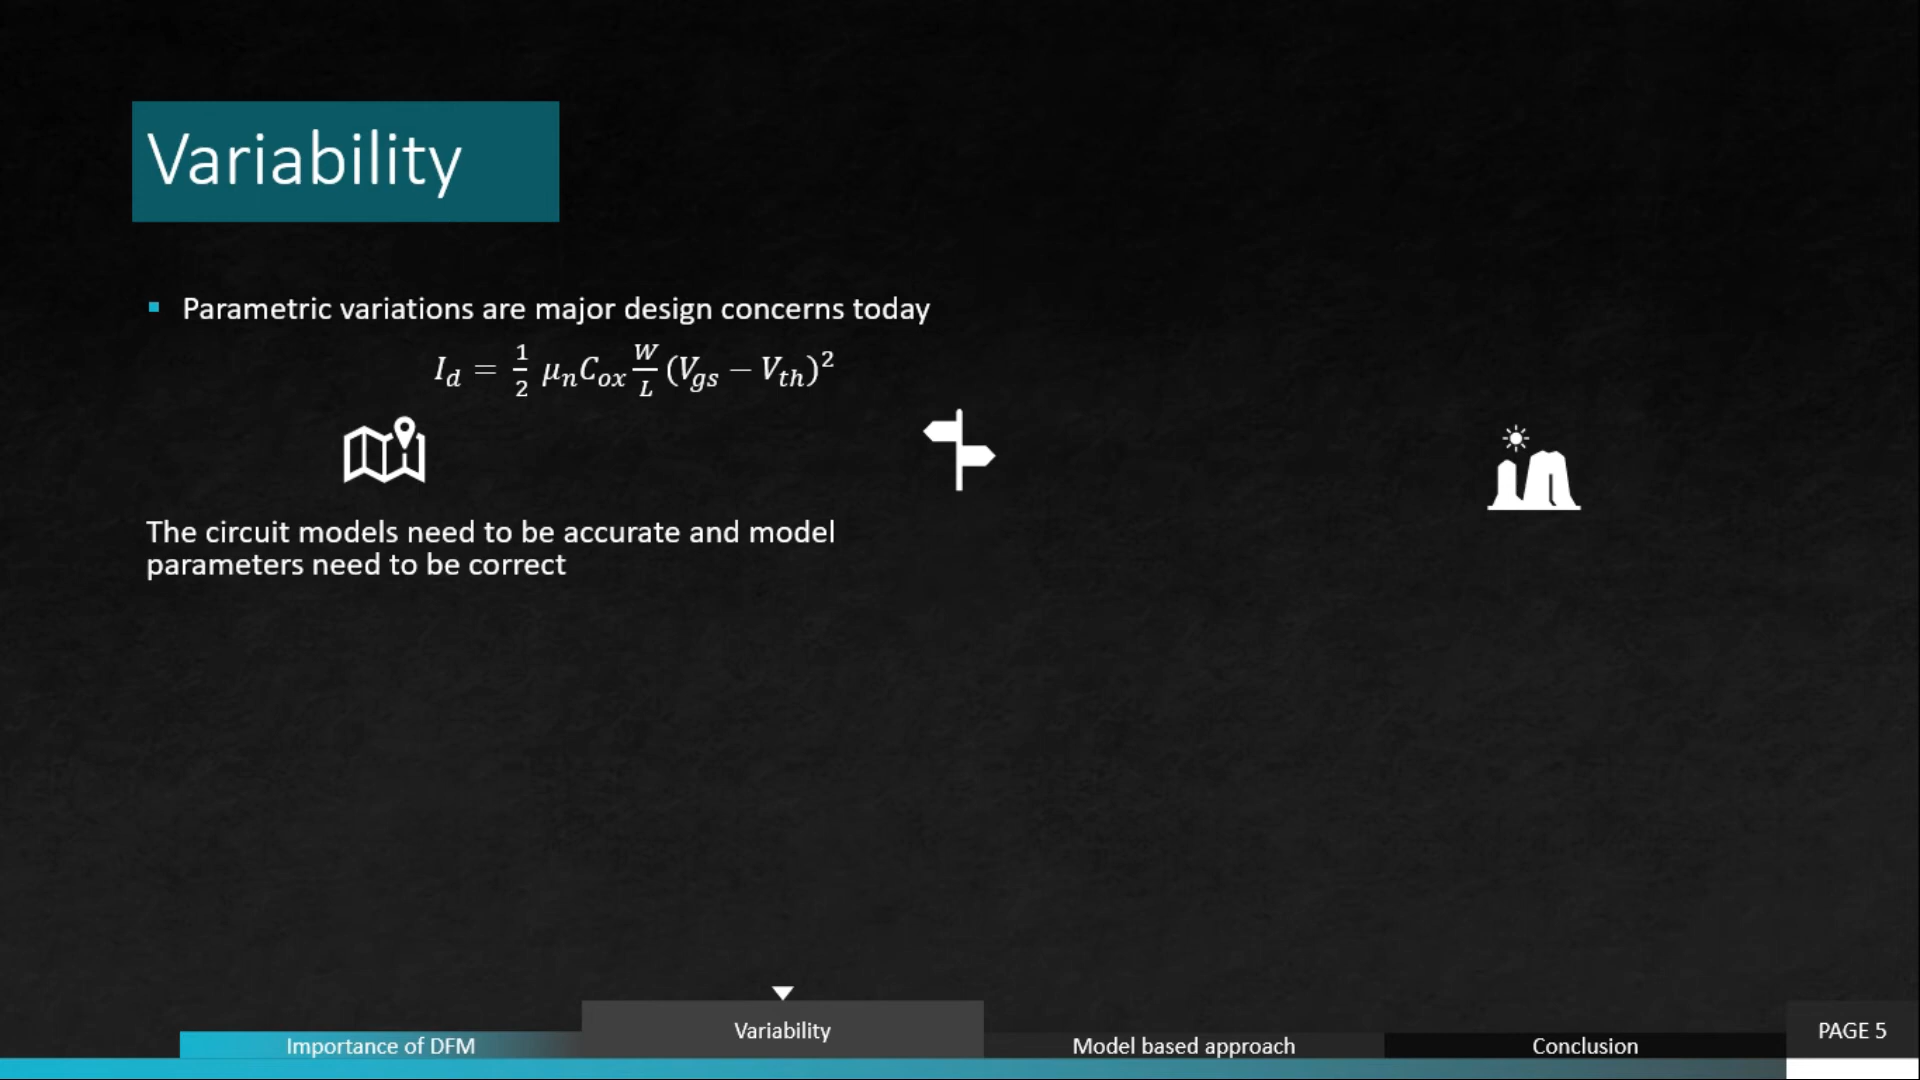 Variability
▪ Parametric variations are major design concerns today
I_d = 1/2 μ_n C_ox W/L (V_gs − V_th)^2
The circuit models need to be accurate and model
parameters need to be correct
Importance of DFM
Variability
Model based approach
Conclusion
PAGE 5